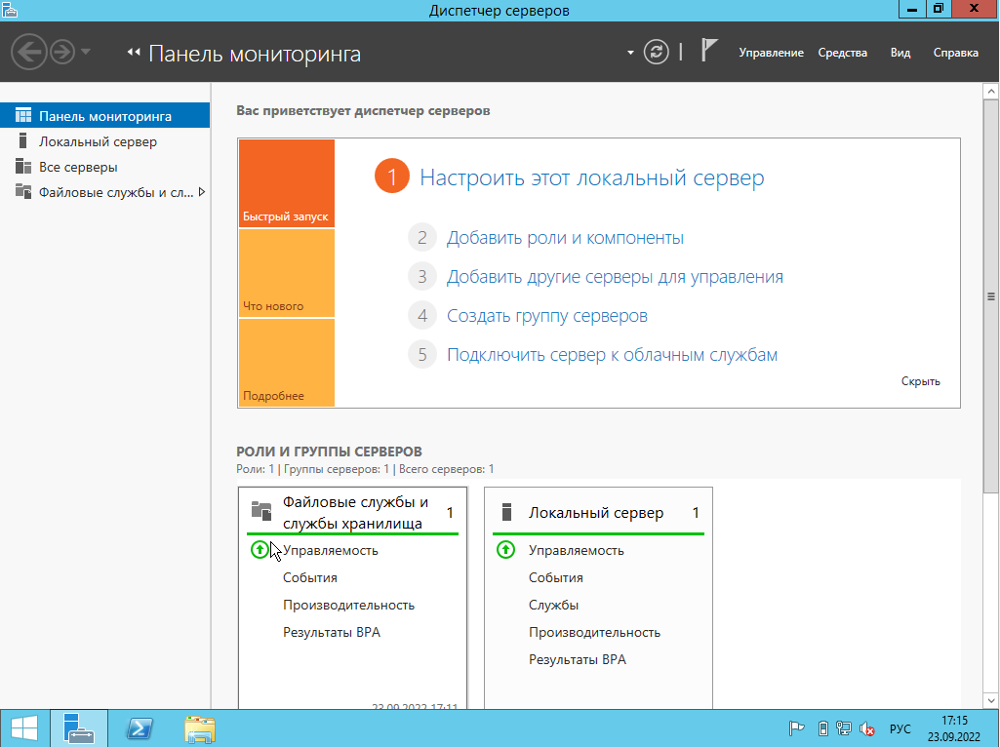 Диспетчер серверов
Панель мониторинга
Управление Средства Вид Справка
Панель мониторинга
Локальный сервер
Все серверы
Файловые службы и сл...
Вас приветствует диспетчер серверов
Быстрый запуск
Что нового
Подробнее
1 Настроить этот локальный сервер
2 Добавить роли и компоненты
3 Добавить другие серверы для управления
4 Создать группу серверов
5 Подключить сервер к облачным службам
Скрыть
РОЛИ И ГРУППЫ СЕРВЕРОВ
Роли: 1 | Группы серверов: 1 | Всего серверов: 1
Файловые службы и
службы хранилища
1
Управляемость
События
Производительность
Результаты BPA
23.09.2022 17:11
Локальный сервер 1
Управляемость
События
Службы
Производительность
Результаты BPA
РУС
17:15
23.09.2022